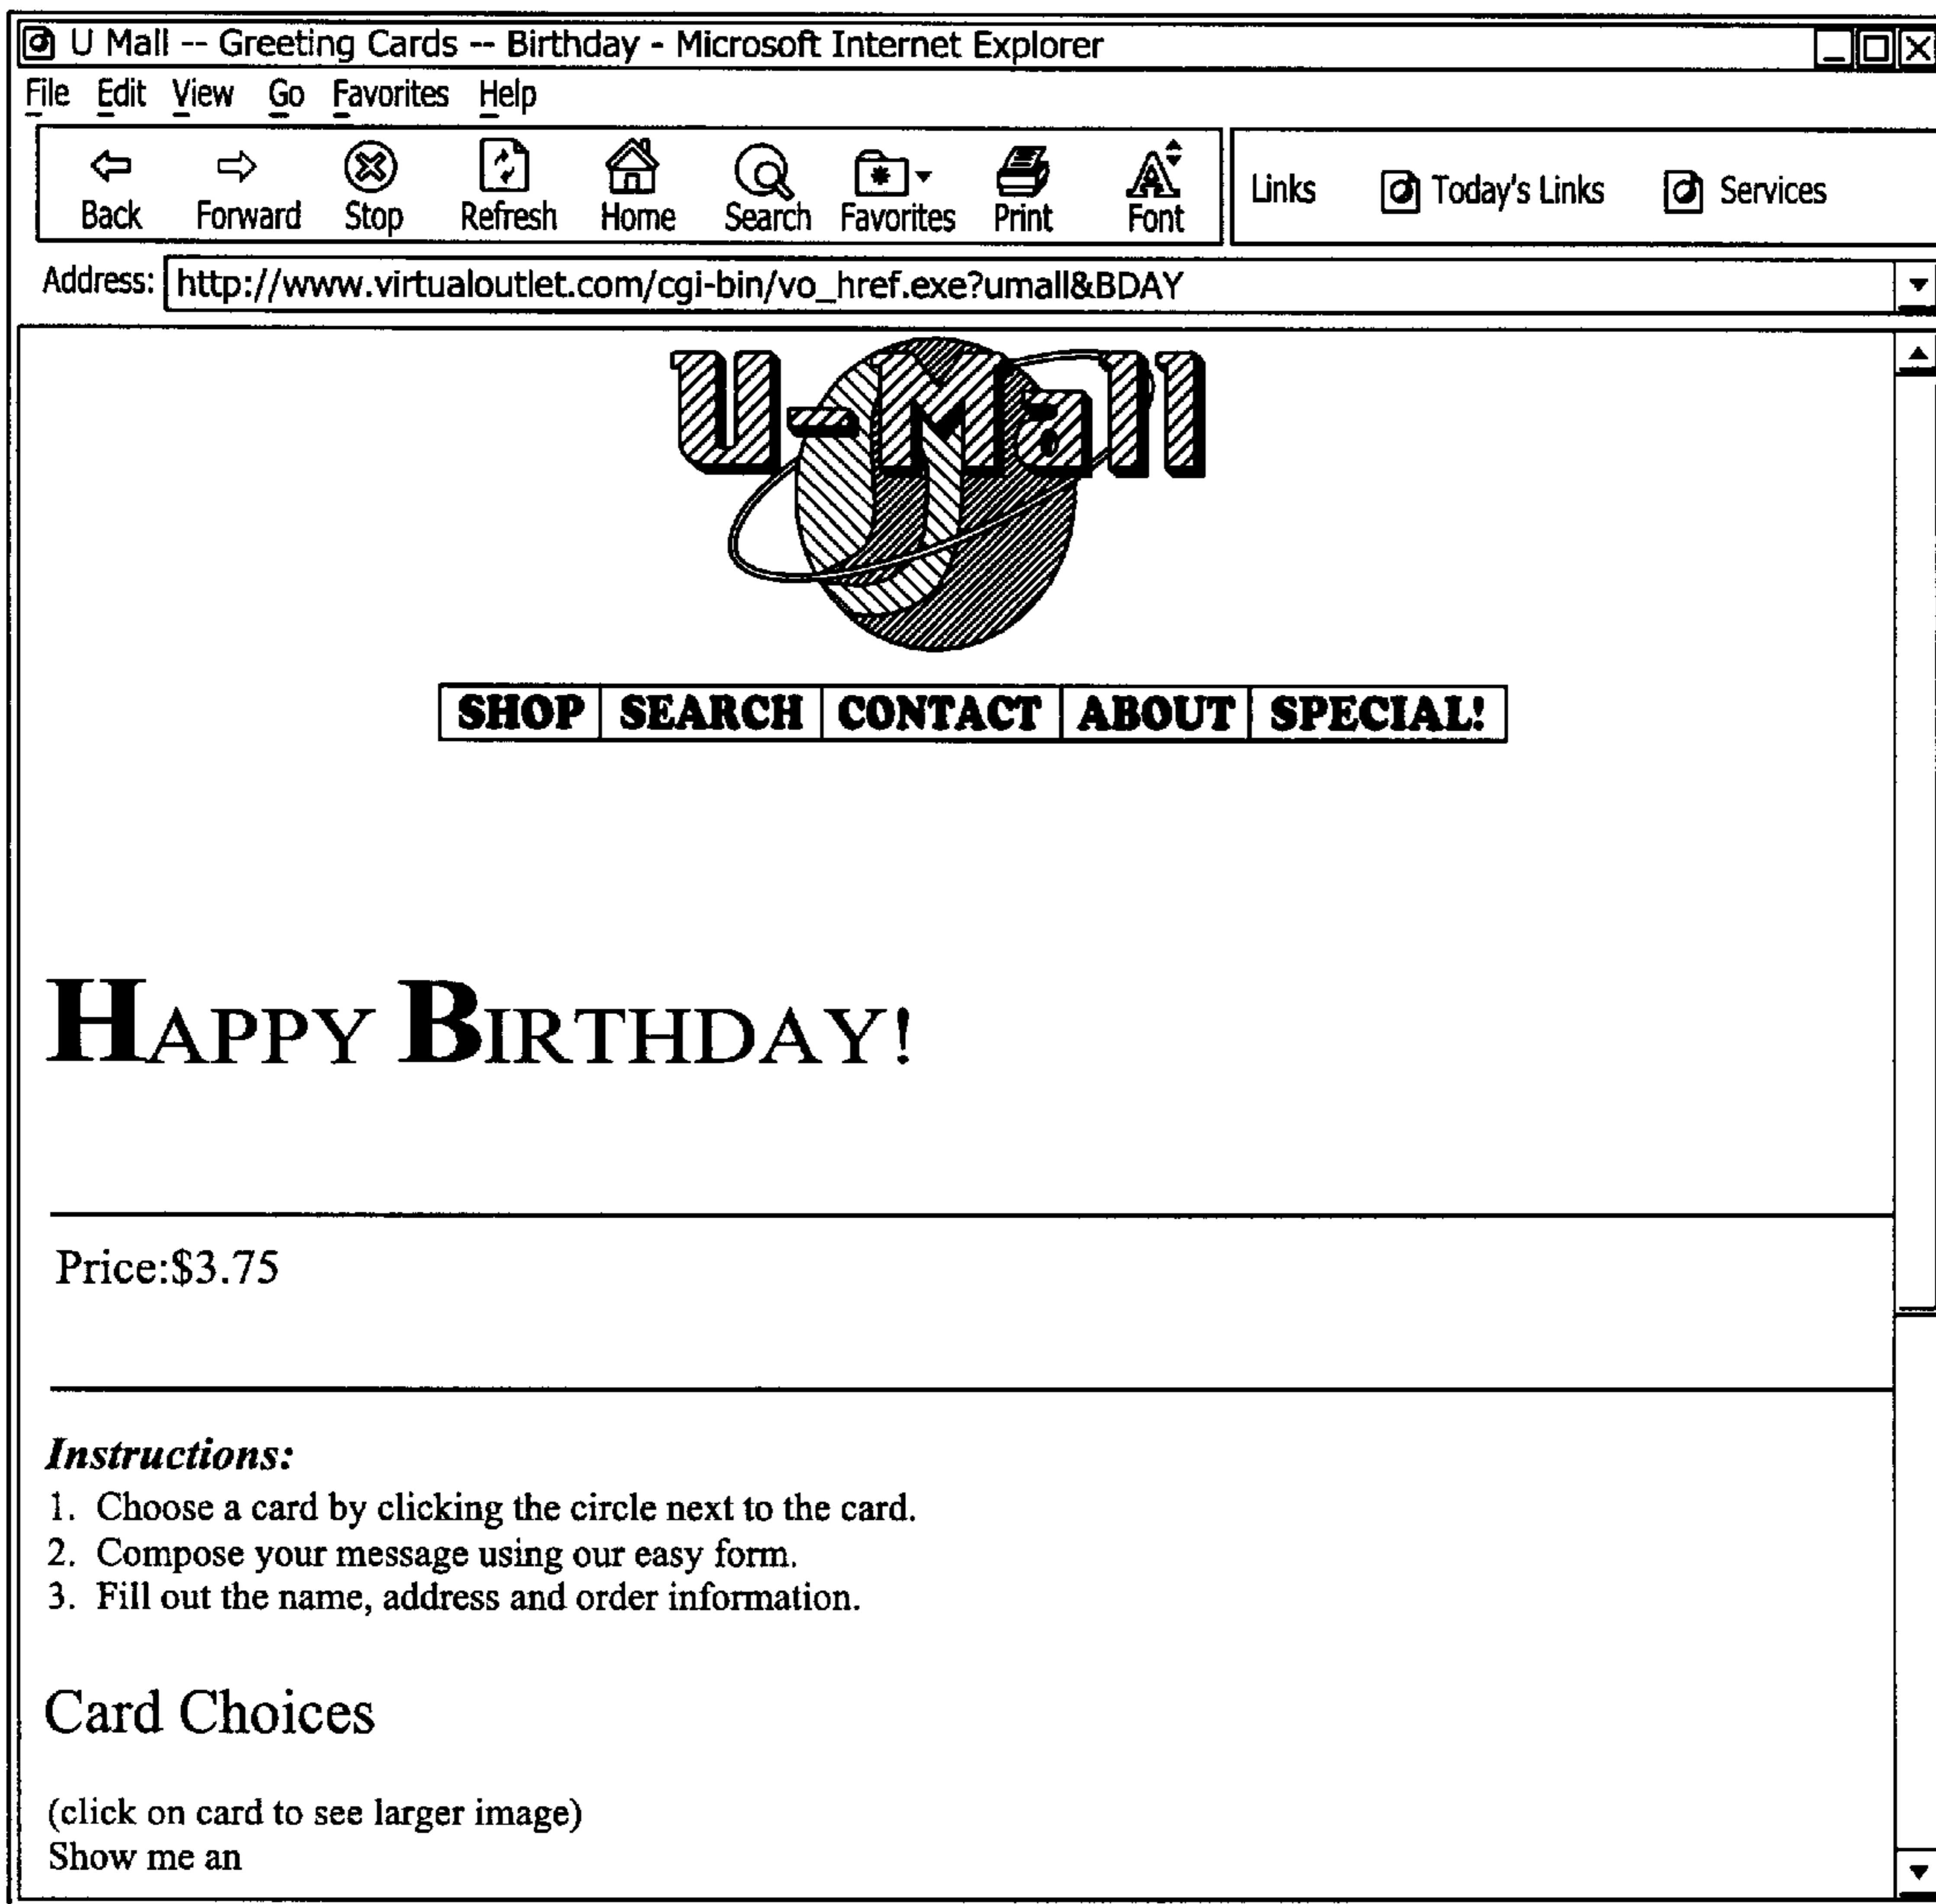 U Mall -- Greeting Cards -- Birthday - Microsoft Internet Explorer
File Edit View Go Favorites Help
Back Forward Stop Refresh Home Search Favorites Print Font Links Today's Links Services
Address: http://www.virtualoutlet.com/cgi-bin/vo_href.exe?umall&BDAY
U-Mall
SHOP SEARCH CONTACT ABOUT SPECIAL!
HAPPY BIRTHDAY!
Price:$3.75
Instructions:
1. Choose a card by clicking the circle next to the card.
2. Compose your message using our easy form.
3. Fill out the name, address and order information.
Card Choices
(click on card to see larger image)
Show me an